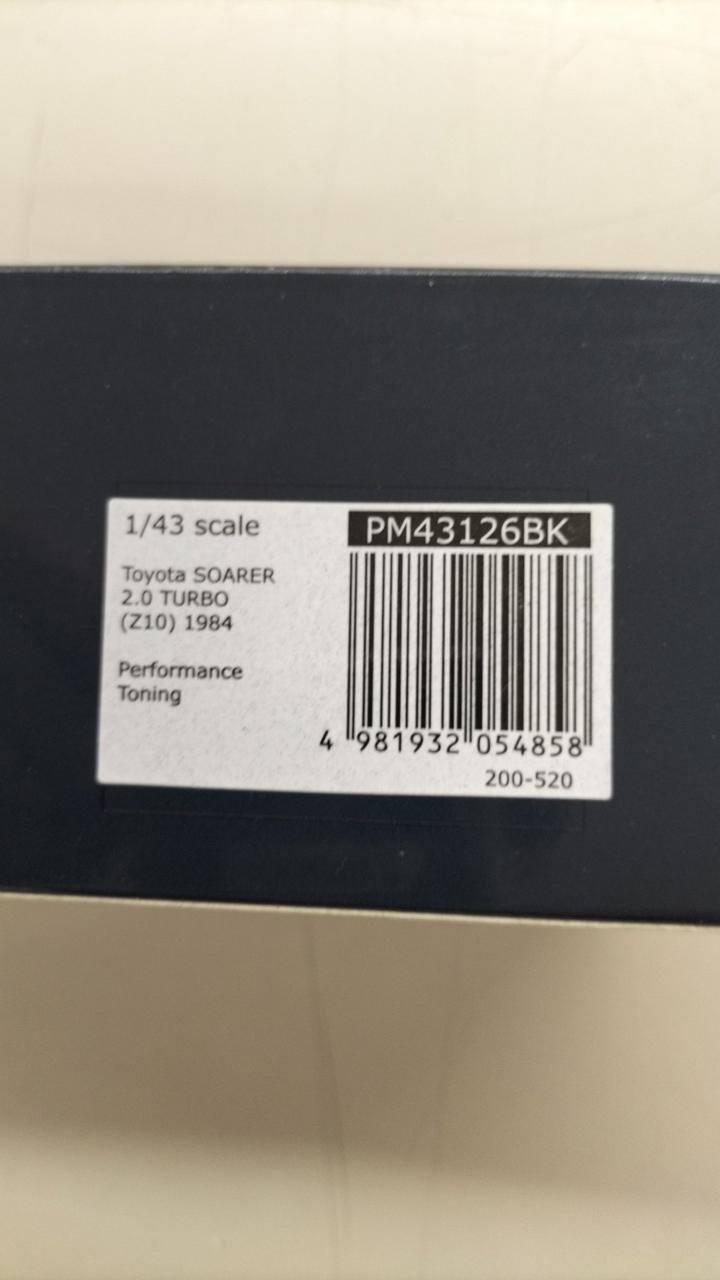 1/43 scale
PM43126BK
Toyota SOARER
2.0 TURBO
(Z10) 1984
Performance
Toning
4 981932 054858
200-520